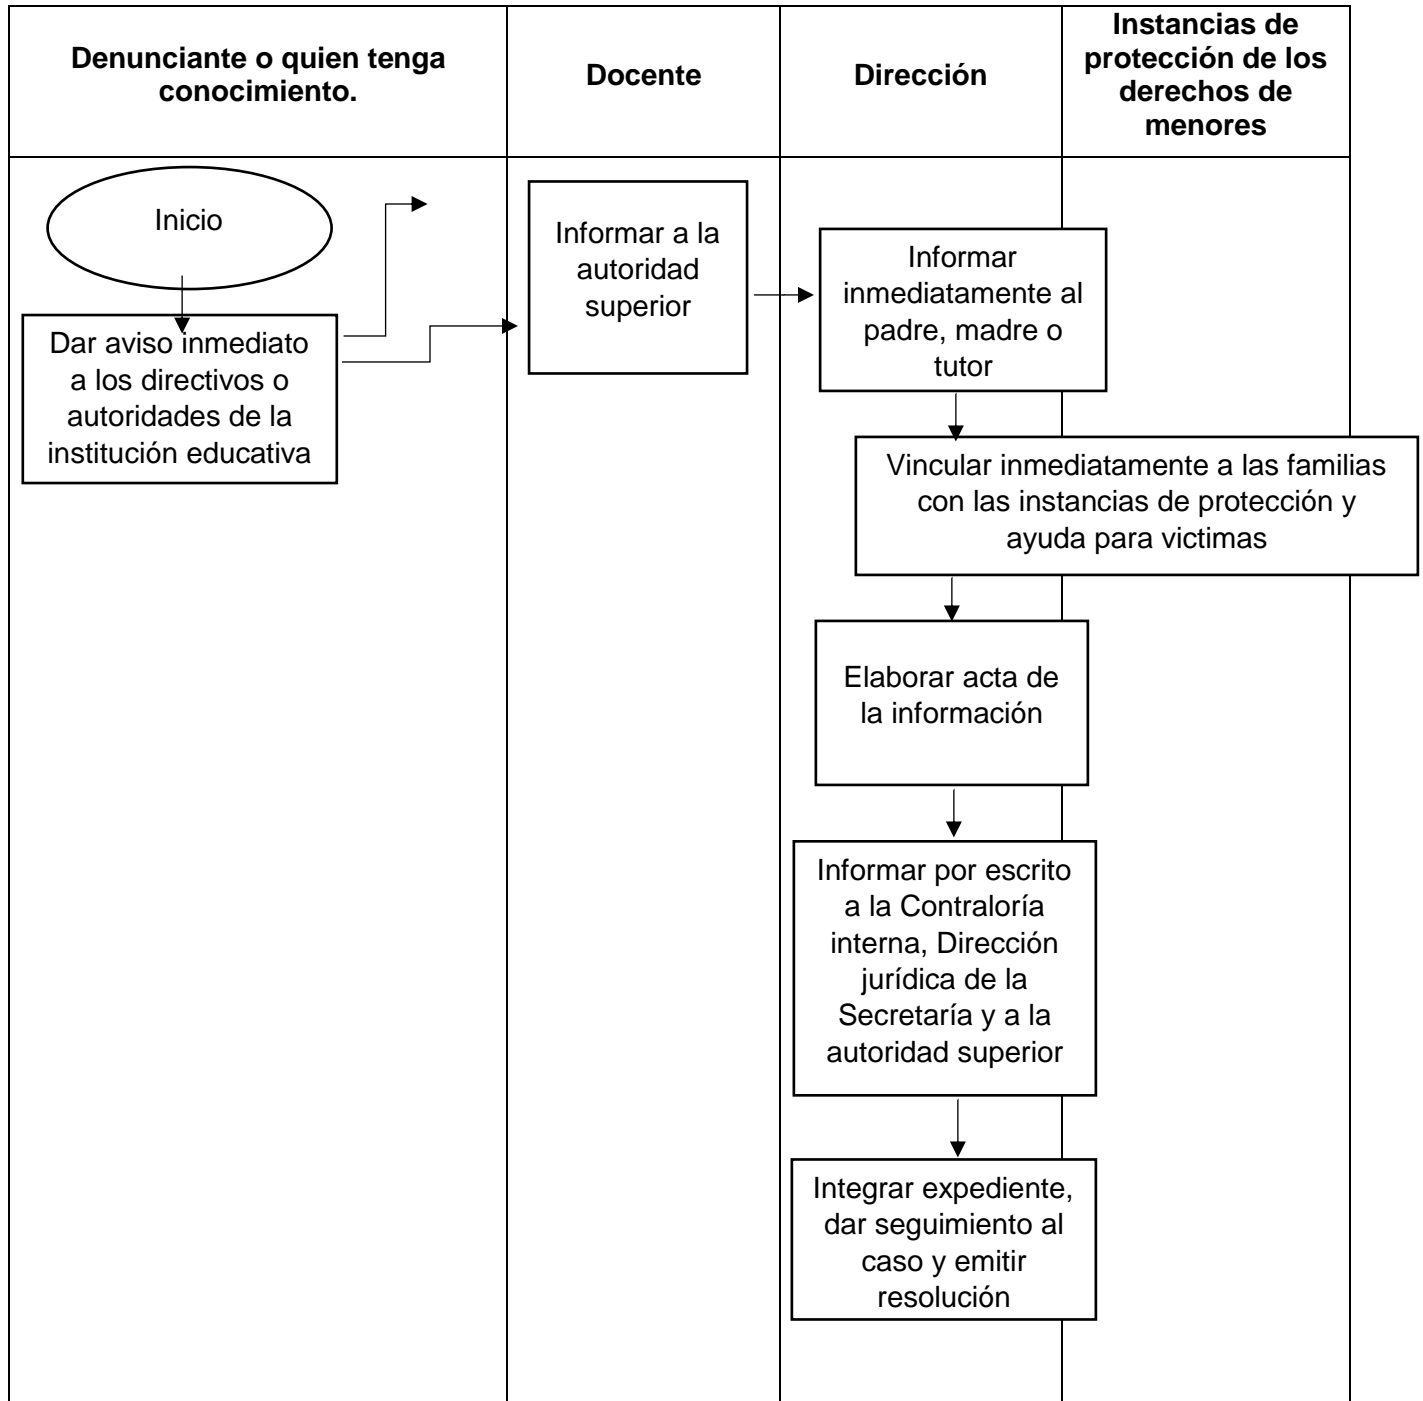 Denunciante o quien tenga
conocimiento.
Docente
Dirección
Instancias de
protección de los
derechos de
menores
Inicio
Dar aviso inmediato
a los directivos o
autoridades de la
institución educativa
Informar a la
autoridad
superior
Informar
inmediatamente al
padre, madre o
tutor
Vincular inmediatamente a las familias
con las instancias de protección y
ayuda para victimas
Elaborar acta de
la información
Informar por escrito
a la Contraloría
interna, Dirección
jurídica de la
Secretaría y a la
autoridad superior
Integrar expediente,
dar seguimiento al
caso y emitir
resolución